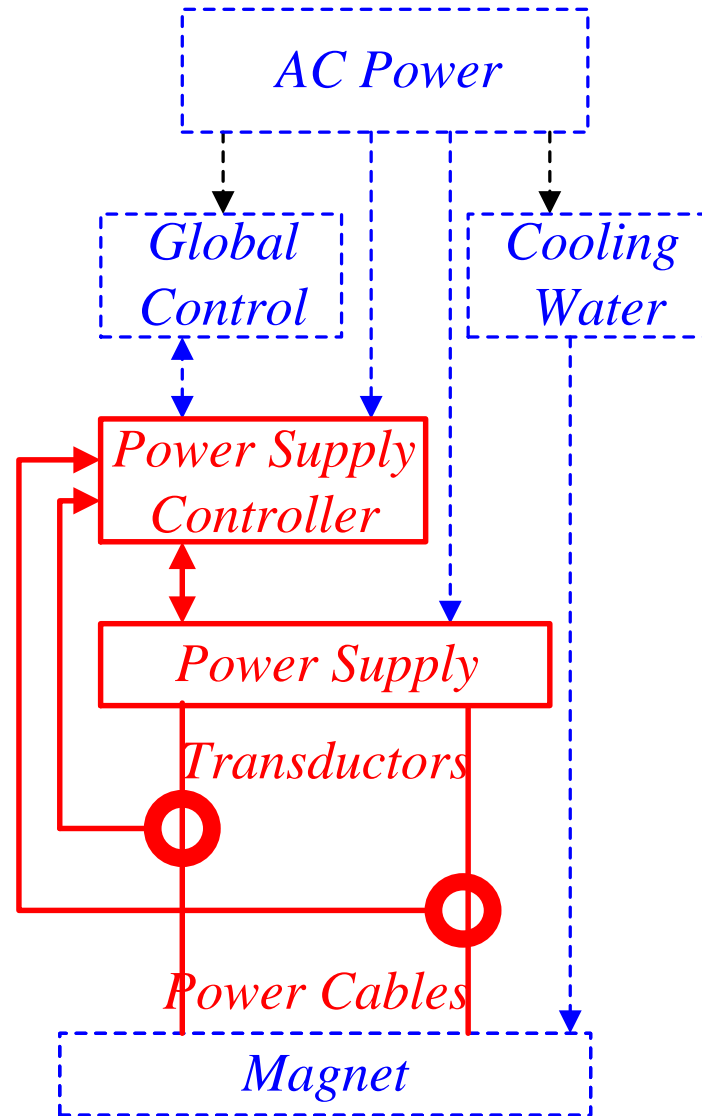 AC Power
Global
Control
Cooling
Water
Power Supply
Controller
Power Supply
Transductors
Power Cables
Magnet